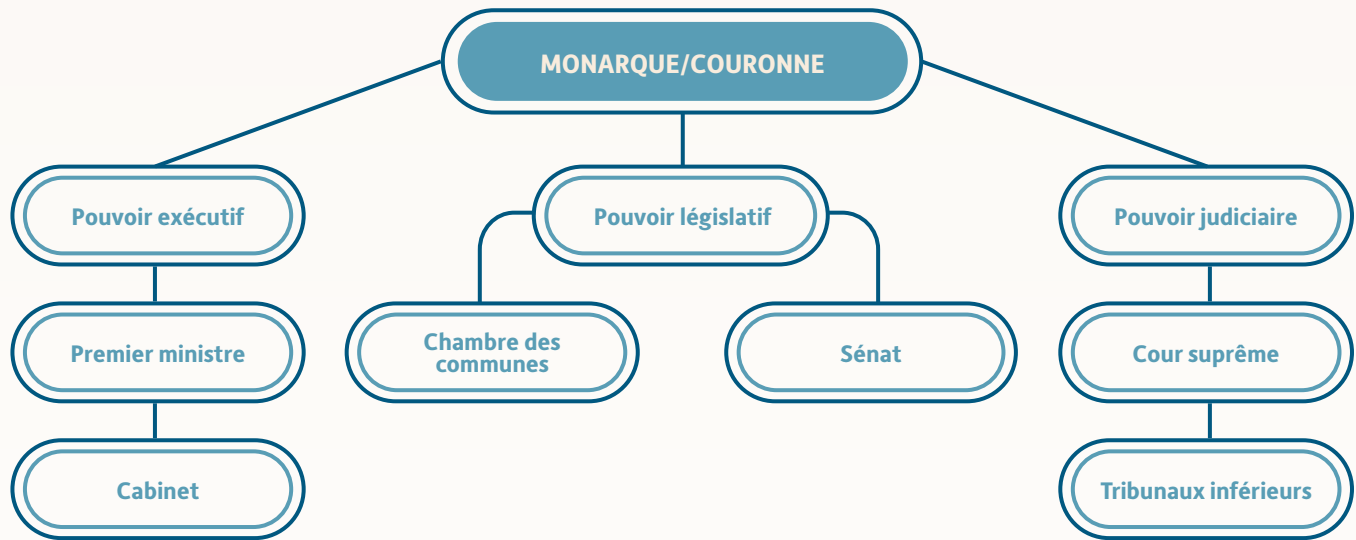 MONARQUE/COURONNE
Pouvoir exécutif
Pouvoir législatif
Pouvoir judiciaire
Premier ministre
Chambre des
communes
Sénat
Cour suprême
Cabinet
Tribunaux inférieurs